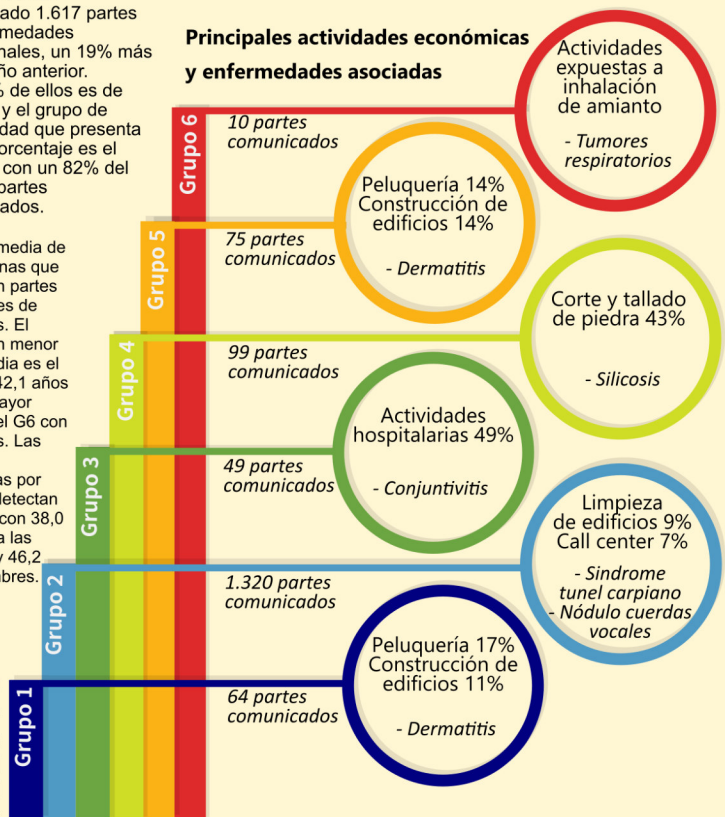 ado 1.617 partes
medades
nales, un 19% más
ño anterior.
% de ellos es de
y el grupo de
dad que presenta
orcentaje es el
con un 82% del
partes
ados.
media de
nas que
n partes
es de
s. El
n menor
dia es el
42,1 años
ayor
el G6 con
s. Las
as por
detectan
con 38,0
a las
y 46,2
bres.
Principales actividades económicas
y enfermedades asociadas
Grupo 6
10 partes
comunicados
Actividades
expuestas a
inhalación
de amianto
- Tumores
respiratorios
Grupo 5
75 partes
comunicados
Peluquería 14%
Construcción de
edificios 14%
- Dermatitis
Grupo 4
99 partes
comunicados
Corte y tallado
de piedra 43%
- Silicosis
Grupo 3
49 partes
comunicados
Actividades
hospitalarias 49%
- Conjuntivitis
Grupo 2
1.320 partes
comunicados
Limpieza
de edificios 9%
Call center 7%
- Sindrome
tunel carpiano
- Nódulo cuerdas
vocales
Grupo 1
64 partes
comunicados
Peluquería 17%
Construcción de
edificios 11%
- Dermatitis